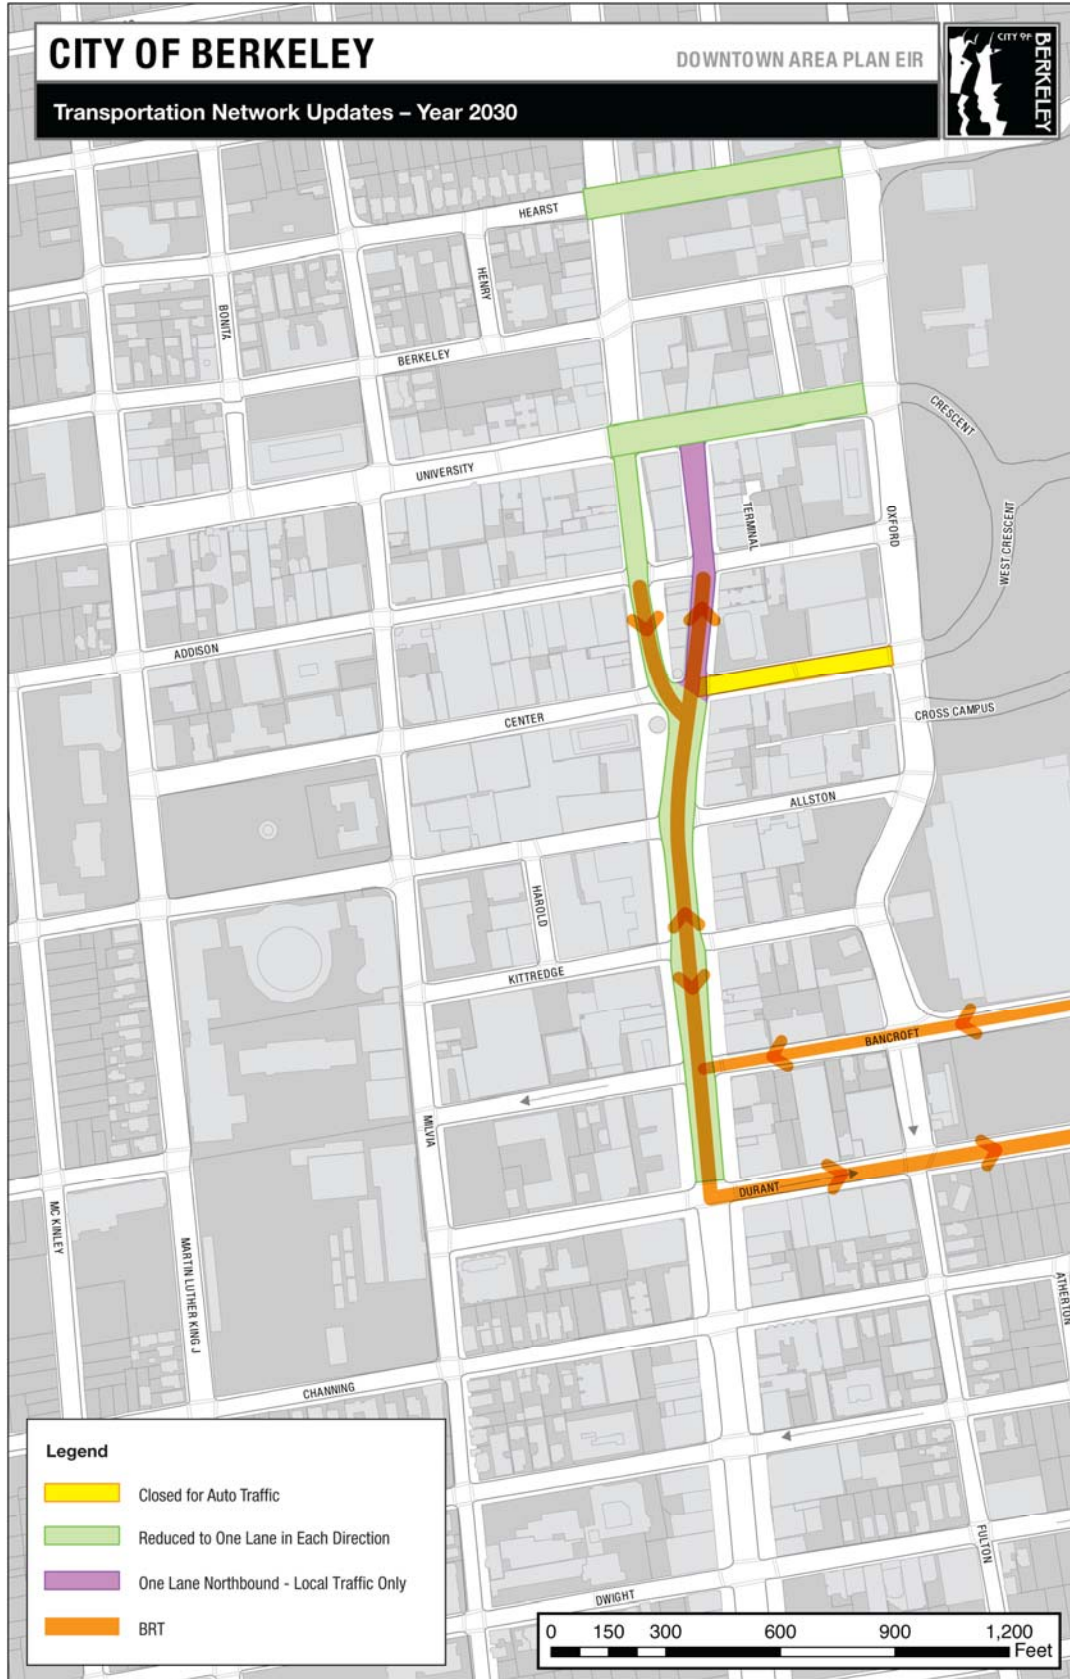 CITY OF BERKELEY
DOWNTOWN AREA PLAN EIR
CITY OF
BERKELEY
Transportation Network Updates – Year 2030
HEARST
HENRY
BONITA
BERKELEY
CRESCENT
UNIVERSITY
TERMINAL
OXFORD
WEST CRESCENT
ADDISON
CENTER
CROSS CAMPUS
ALLSTON
HAROLD
KITTREDGE
BANCROFT
MILVIA
DURANT
MC KINLEY
MARTIN LUTHER KING J
ATHERTON
CHANNING
FULTON
DWIGHT
Legend
Closed for Auto Traffic
Reduced to One Lane in Each Direction
One Lane Northbound - Local Traffic Only
BRT
0 150 300 600 900 1,200
Feet